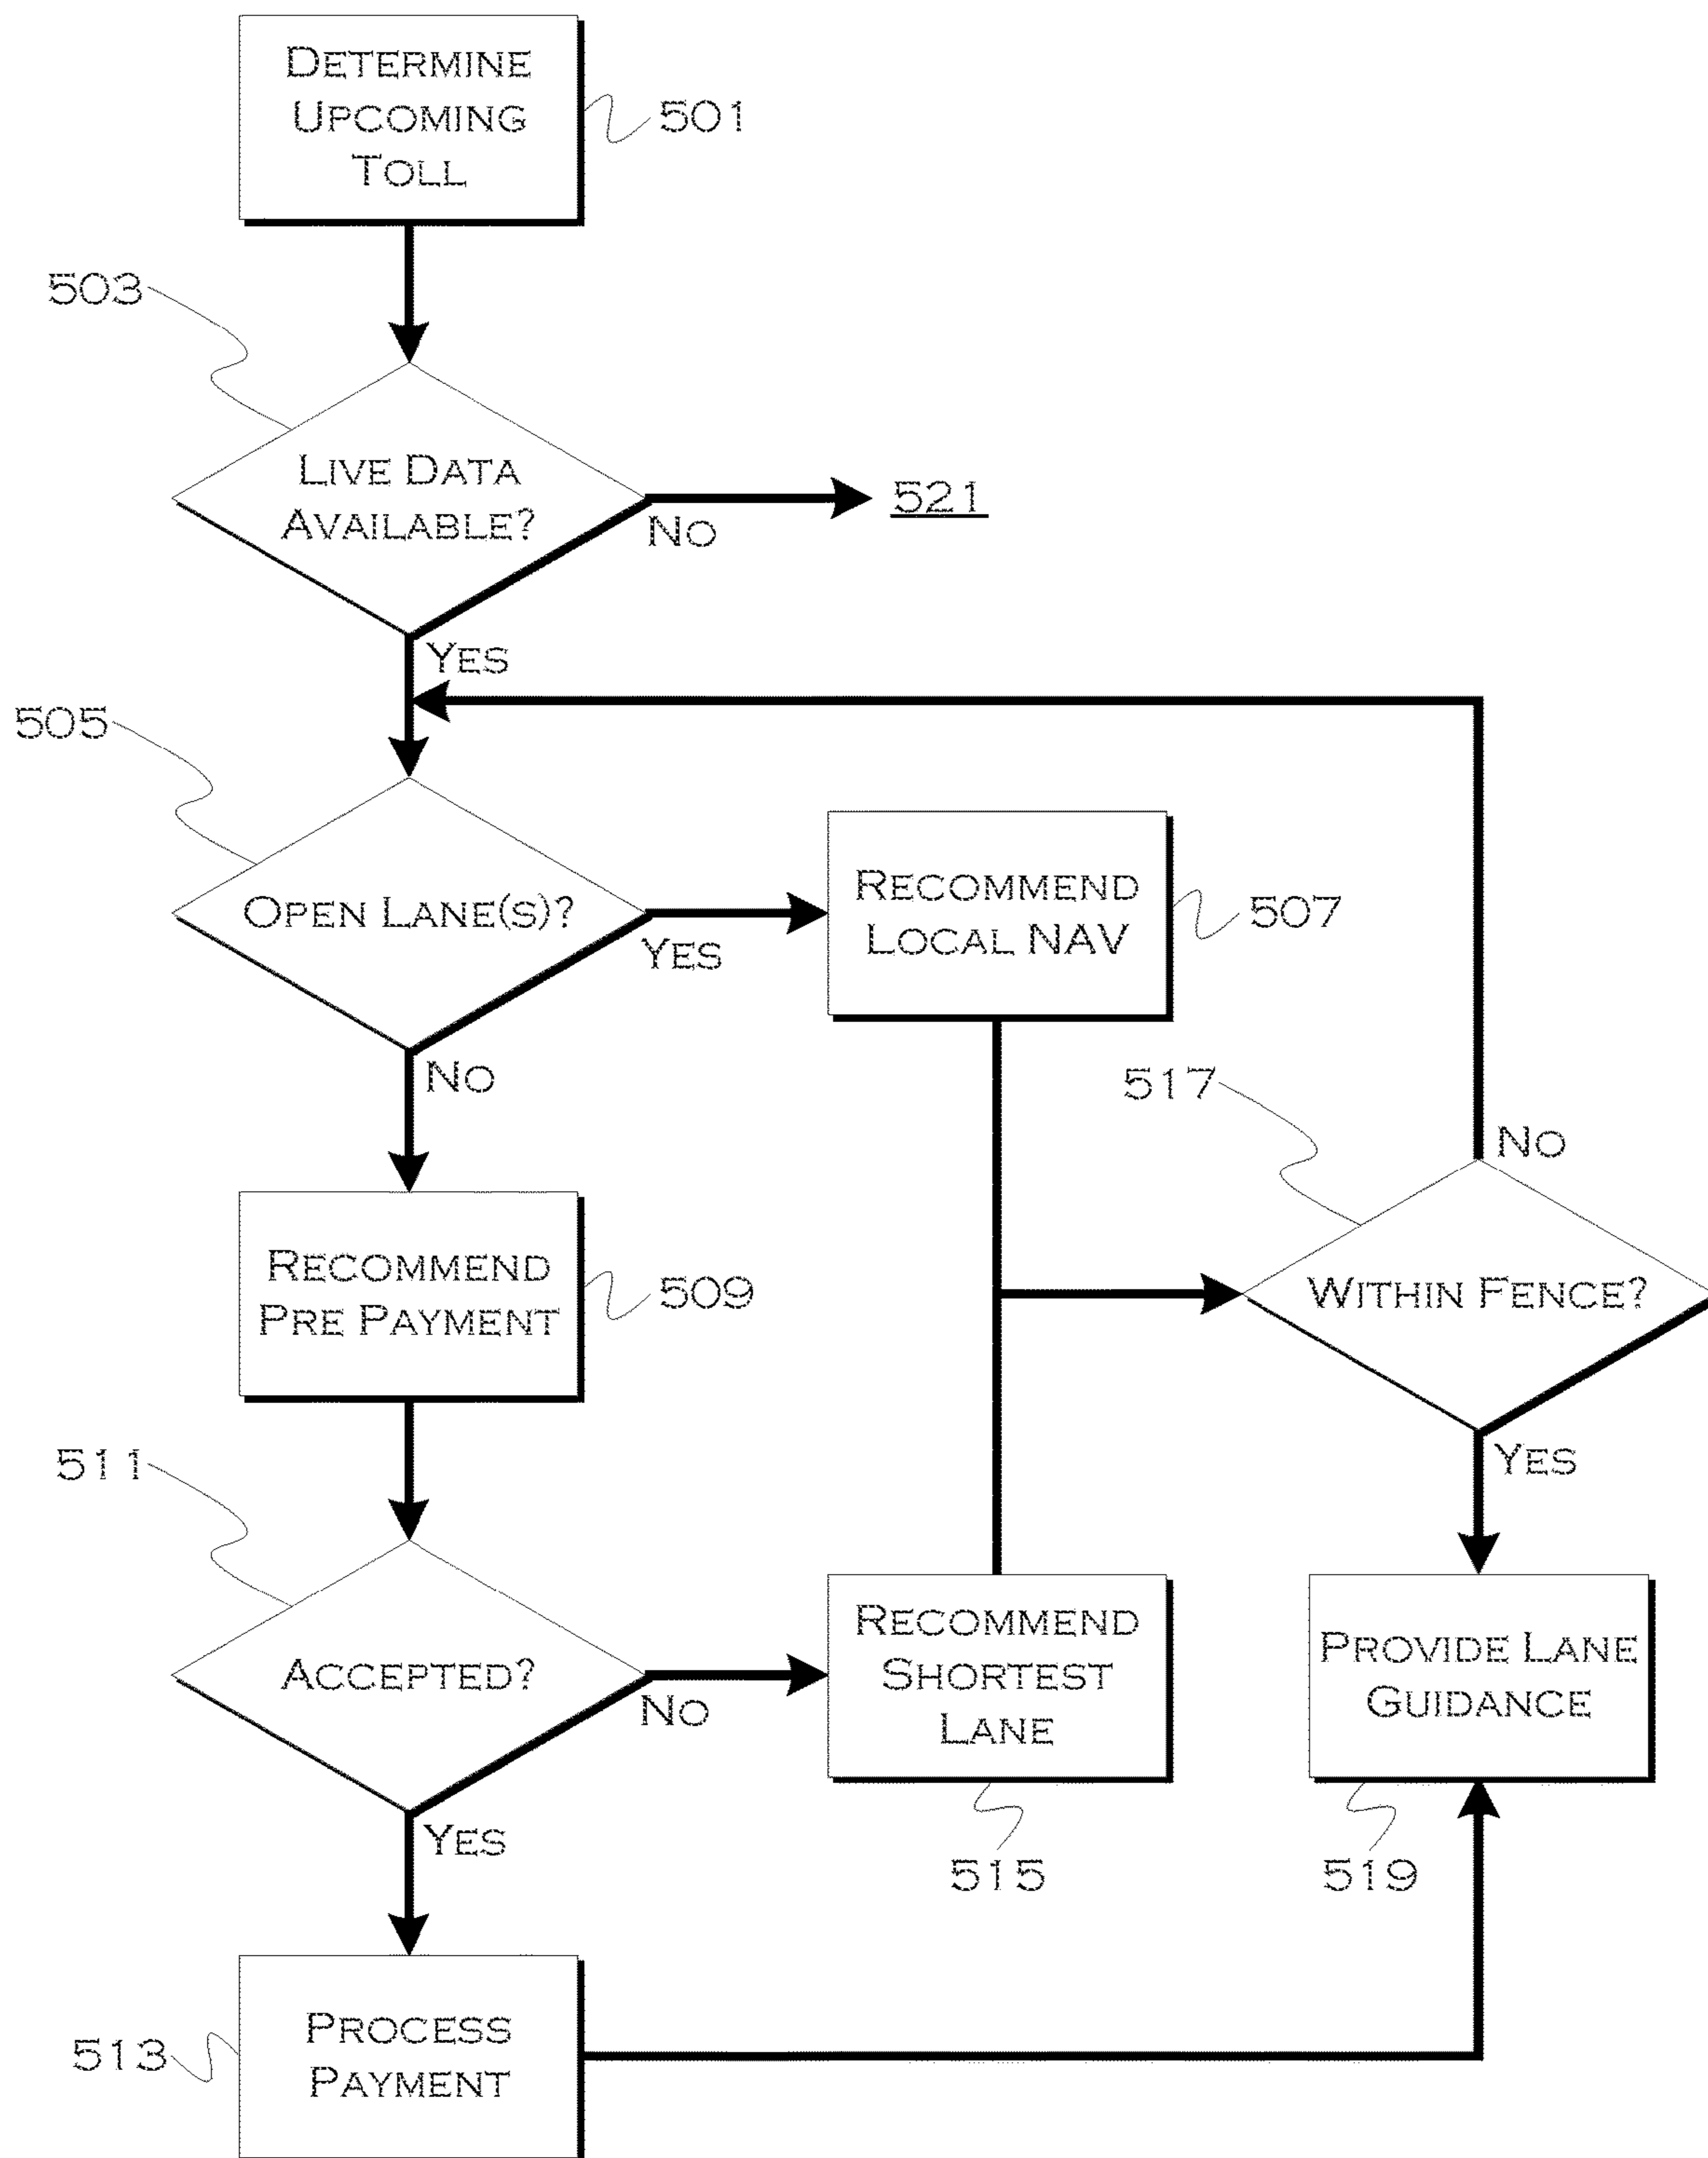 DETERMINE
UPCOMING
TOLL
501
503
LIVE DATA
AVAILABLE?
521
NO
YES
505
OPEN LANE(S)?
YES
RECOMMEND
LOCAL NAV
507
NO
517
NO
RECOMMEND
PRE PAYMENT
509
WITHIN FENCE?
YES
511
ACCEPTED?
NO
RECOMMEND
SHORTEST
LANE
PROVIDE LANE
GUIDANCE
YES
515
519
513
PROCESS
PAYMENT